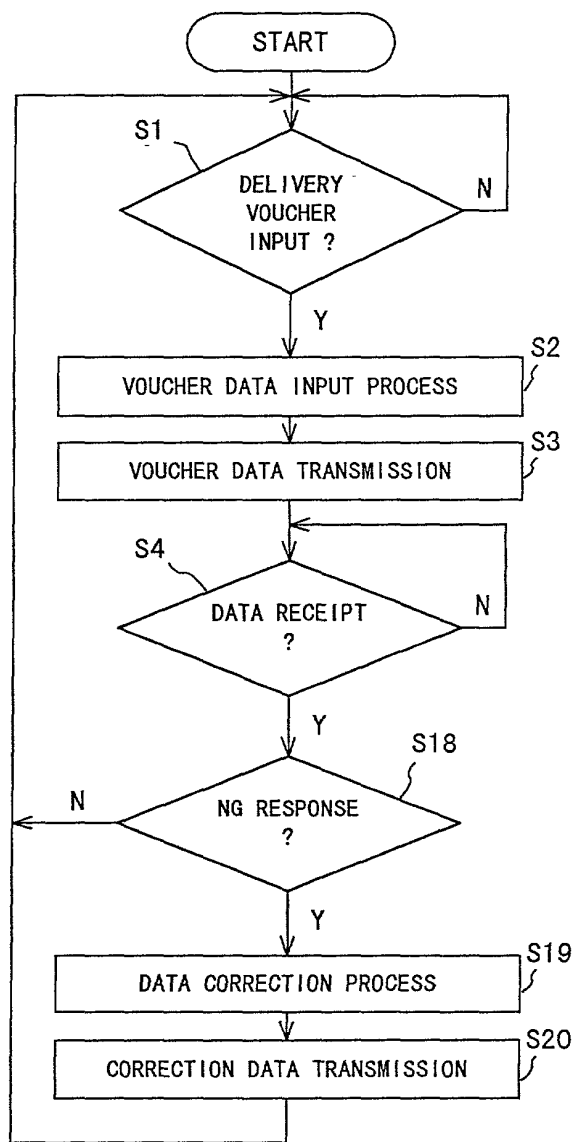 START
S1
DELIVERY
VOUCHER
INPUT ?
N
Y
S2
VOUCHER DATA INPUT PROCESS
S3
VOUCHER DATA TRANSMISSION
S4
DATA RECEIPT
?
N
Y
S18
N
NG RESPONSE
?
Y
S19
DATA CORRECTION PROCESS
S20
CORRECTION DATA TRANSMISSION